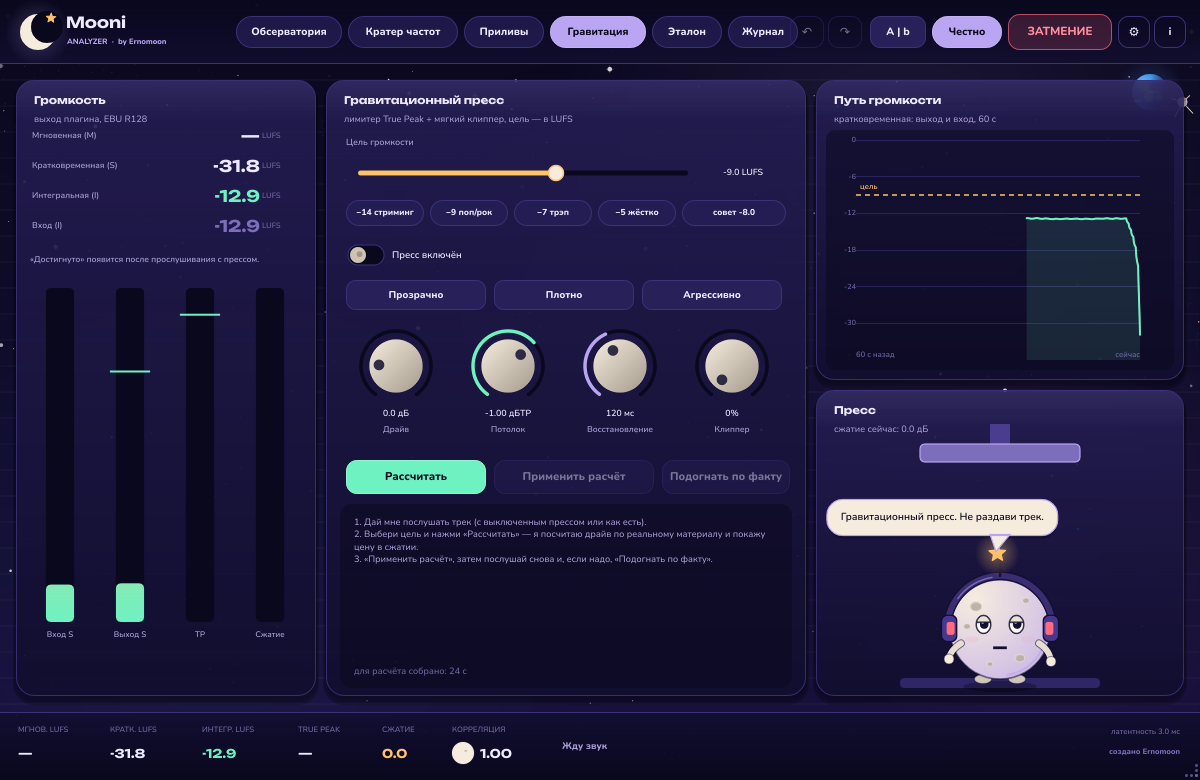 Mooni
ANALYZER · by Ernomoon
Обсерватория
Кратер частот
Приливы
Гравитация
Эталон
Журнал
A | b
Честно
ЗАТМЕНИЕ
i
Громкость
выход плагина, EBU R128
Мгновенная (M)
— LUFS
Кратковременная (S)
-31.8 LUFS
Интегральная (I)
-12.9 LUFS
Вход (I)
-12.9 LUFS
«Достигнуто» появится после прослушивания с прессом.
Вход S
Выход S
TP
Сжатие
Гравитационный пресс
лимитер True Peak + мягкий клиппер, цель — в LUFS
Цель громкости
-9.0 LUFS
−14 стриминг
−9 поп/рок
−7 трэп
−5 жёстко
совет -8.0
Пресс включён
Прозрачно
Плотно
Агрессивно
0.0 дБ
-1.00 дБТР
120 мс
0%
Драйв
Потолок
Восстановление
Клиппер
Рассчитать
Применить расчёт
Подогнать по факту
1. Дай мне послушать трек (с выключенным прессом или как есть).
2. Выбери цель и нажми «Рассчитать» — я посчитаю драйв по реальному материалу и покажу
цену в сжатии.
3. «Применить расчёт», затем послушай снова и, если надо, «Подогнать по факту».
для расчёта собрано: 24 с
Путь громкости
кратковременная: выход и вход, 60 с
0
-6
цель
-12
-18
-24
-30
60 с назад
сейчас
Пресс
сжатие сейчас: 0.0 дБ
Гравитационный пресс. Не раздави трек.
МГНОВ. LUFS
КРАТК. LUFS
ИНТЕГР. LUFS
TRUE PEAK
СЖАТИЕ
КОРРЕЛЯЦИЯ
—
-31.8
-12.9
—
0.0
1.00
Жду звук
латентность 3.0 мс
создано Ernomoon